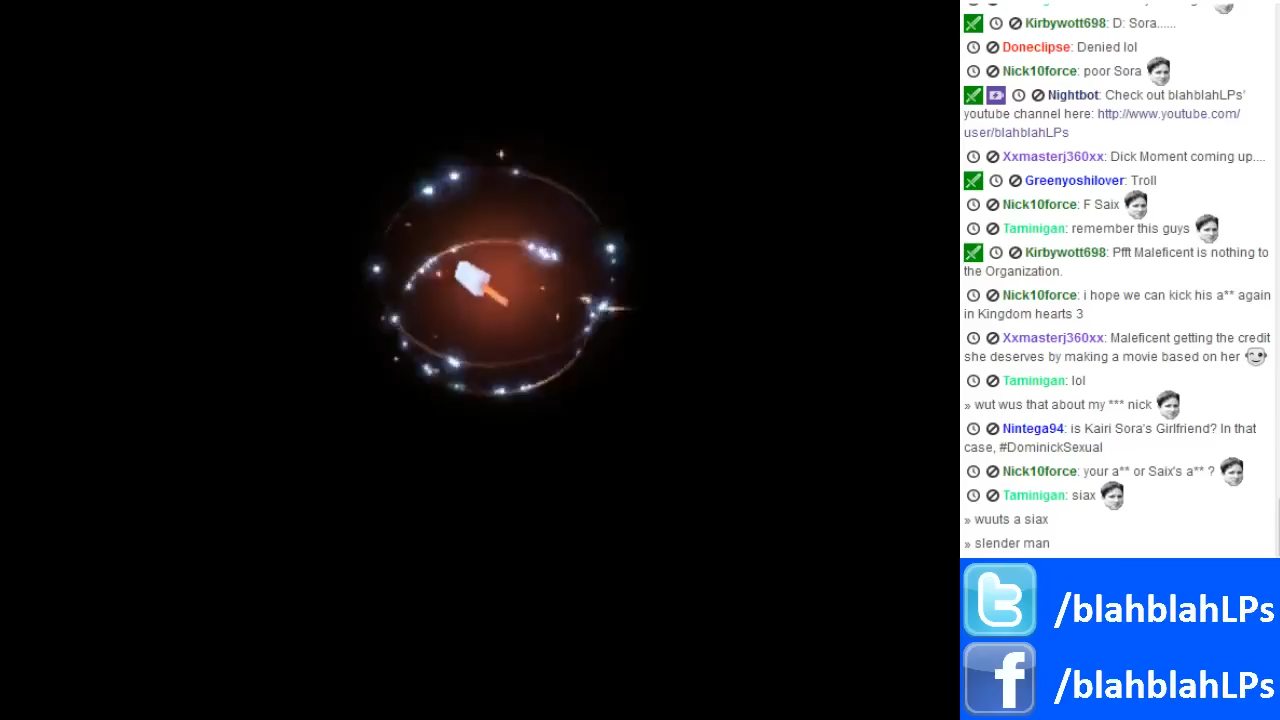 Kirbywott698: D: Sora......
Doneclipse: Denied lol
Nick10force: poor Sora
Nightbot: Check out blahblahLPs'
youtube channel here: http://www.youtube.com/
user/blahblahLPs
Xxmasterj360xx: Dick Moment coming up....
Greenyoshilover: Troll
Nick10force: F Saix
Taminigan: remember this guys
Kirbywott698: Pfft Maleficent is nothing to
the Organization.
Nick10force: i hope we can kick his a** again
in Kingdom hearts 3
Xxmasterj360xx: Maleficent getting the credit
she deserves by making a movie based on her
Taminigan: lol
» wut wus that about my *** nick
Nintega94: is Kairi Sora's Girlfriend? In that
case, #DominickSexual
Nick10force: your a** or Saix's a** ?
Taminigan: siax
» wuuts a siax
» slender man
/blahblahLPs
f /blahblahLPs